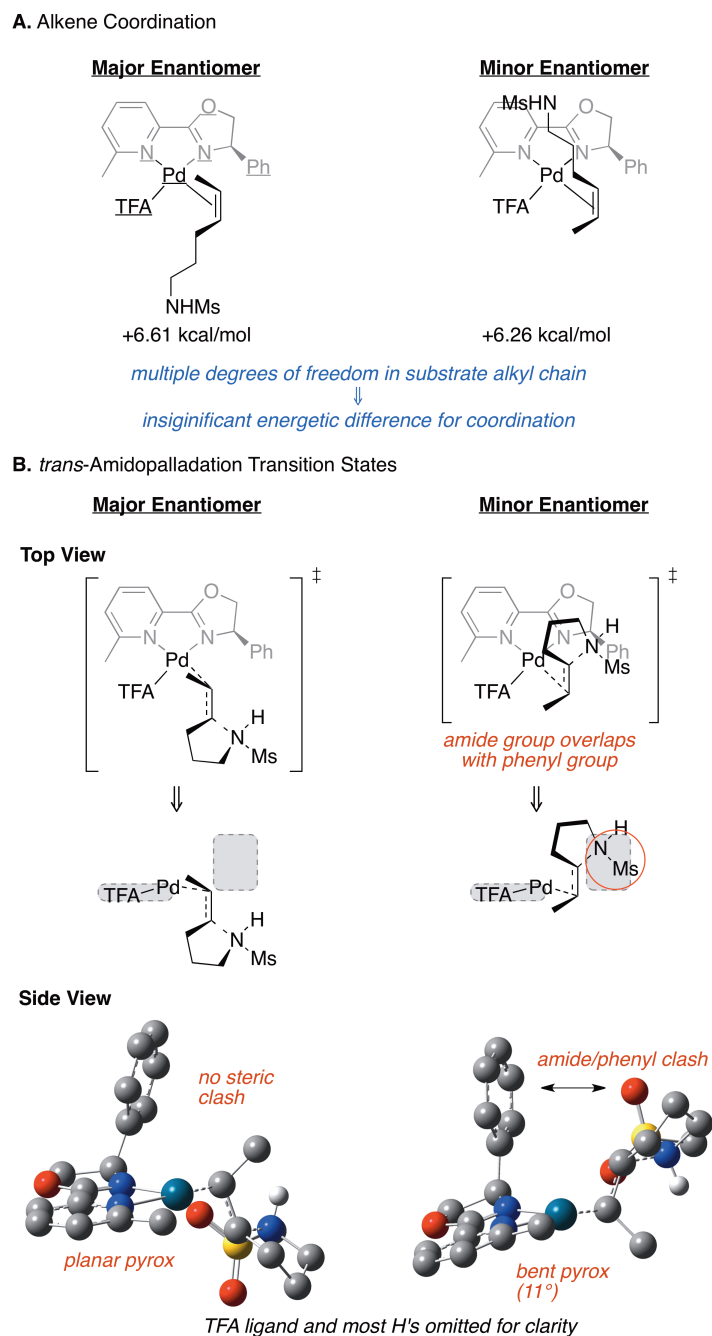 A. Alkene Coordination
Major Enantiomer
Minor Enantiomer
O
N
N
Ph
Pd
TFA
NHMs
+6.61 kcal/mol
MsHN
O
N
N
Ph
Pd
TFA
+6.26 kcal/mol
multiple degrees of freedom in substrate alkyl chain
⇓
insiginificant energetic difference for coordination
B. trans-Amidopalladation Transition States
Major Enantiomer
Minor Enantiomer
Top View
‡
O
N
N
Ph
Pd
TFA
H
N
Ms
‡
O
N
N
H
N
Ph
Pd
Ms
TFA
amide group overlaps
with phenyl group
⇓
⇓
TFA
Pd
H
N
Ms
H
N
Ms
TFA
Pd
Side View
no steric
clash
planar pyrox
amide/phenyl clash
bent pyrox
(11°)
TFA ligand and most H's omitted for clarity